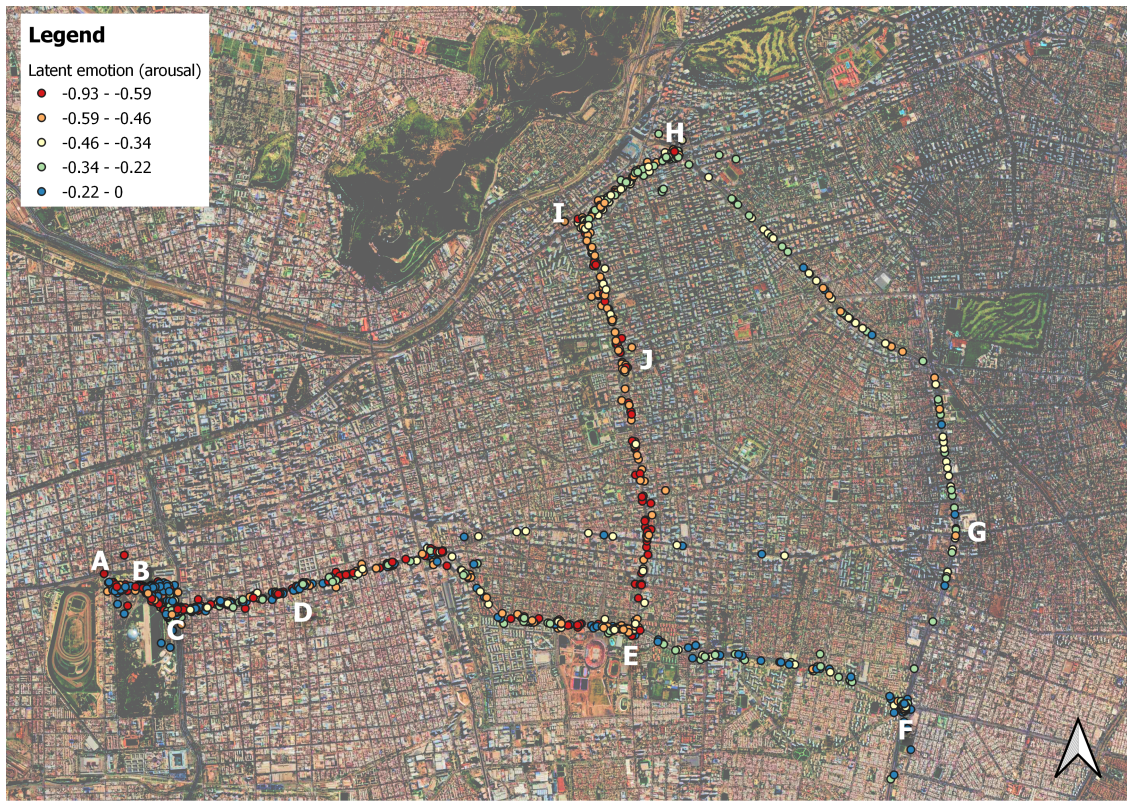 Legend
Latent emotion (arousal)
-0.93 - -0.59
-0.59 - -0.46
-0.46 - -0.34
-0.34 - -0.22
-0.22 - 0
H
I
J
G
A
B
D
C
E
F